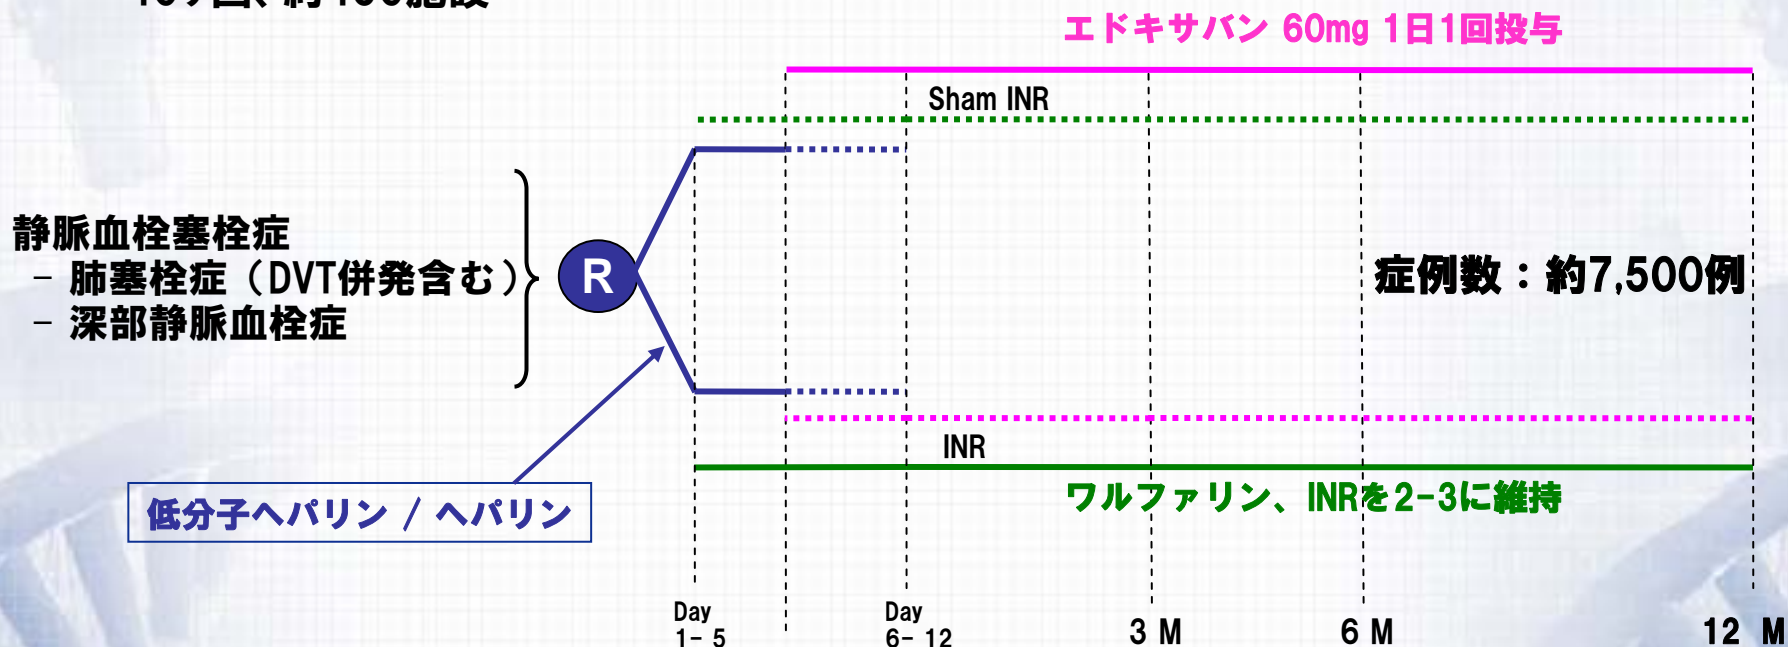 エドキサバン 60mg 1日1回投与
Sham INR
静脈血栓塞栓症
- 肺塞栓症（DVT併発含む）
- 深部静脈血栓症
R
症例数：約7,500例
INR
ワルファリン、INRを2-3に維持
低分子ヘパリン / ヘパリン
Day
1- 5
Day
6- 12
3 M
6 M
12 M